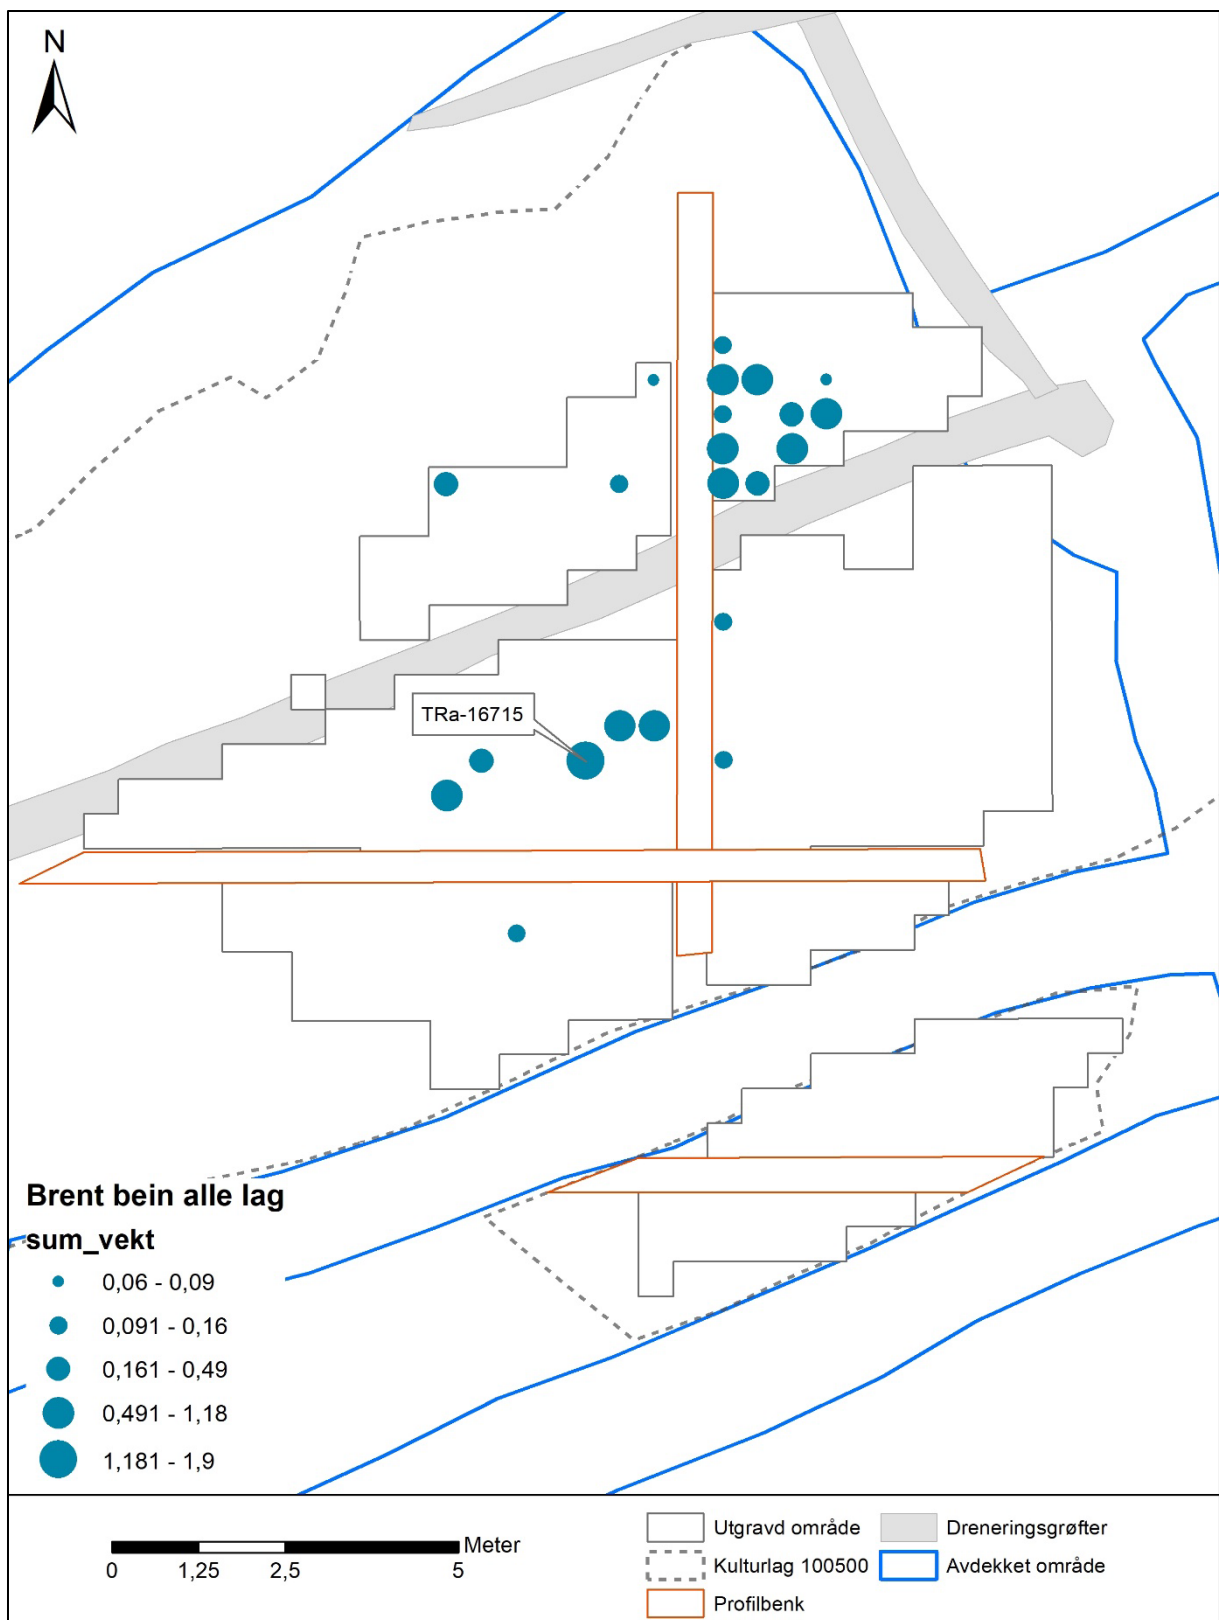 N
TRa-16715
Brent bein alle lag
sum_vekt
0,06 - 0,09
0,091 - 0,16
0,161 - 0,49
0,491 - 1,18
1,181 - 1,9
Meter
0 1,25 2,5 5
Utgravd område
Kulturlag 100500
Profilbenk
Dreneringsgrøfter
Avdekket område